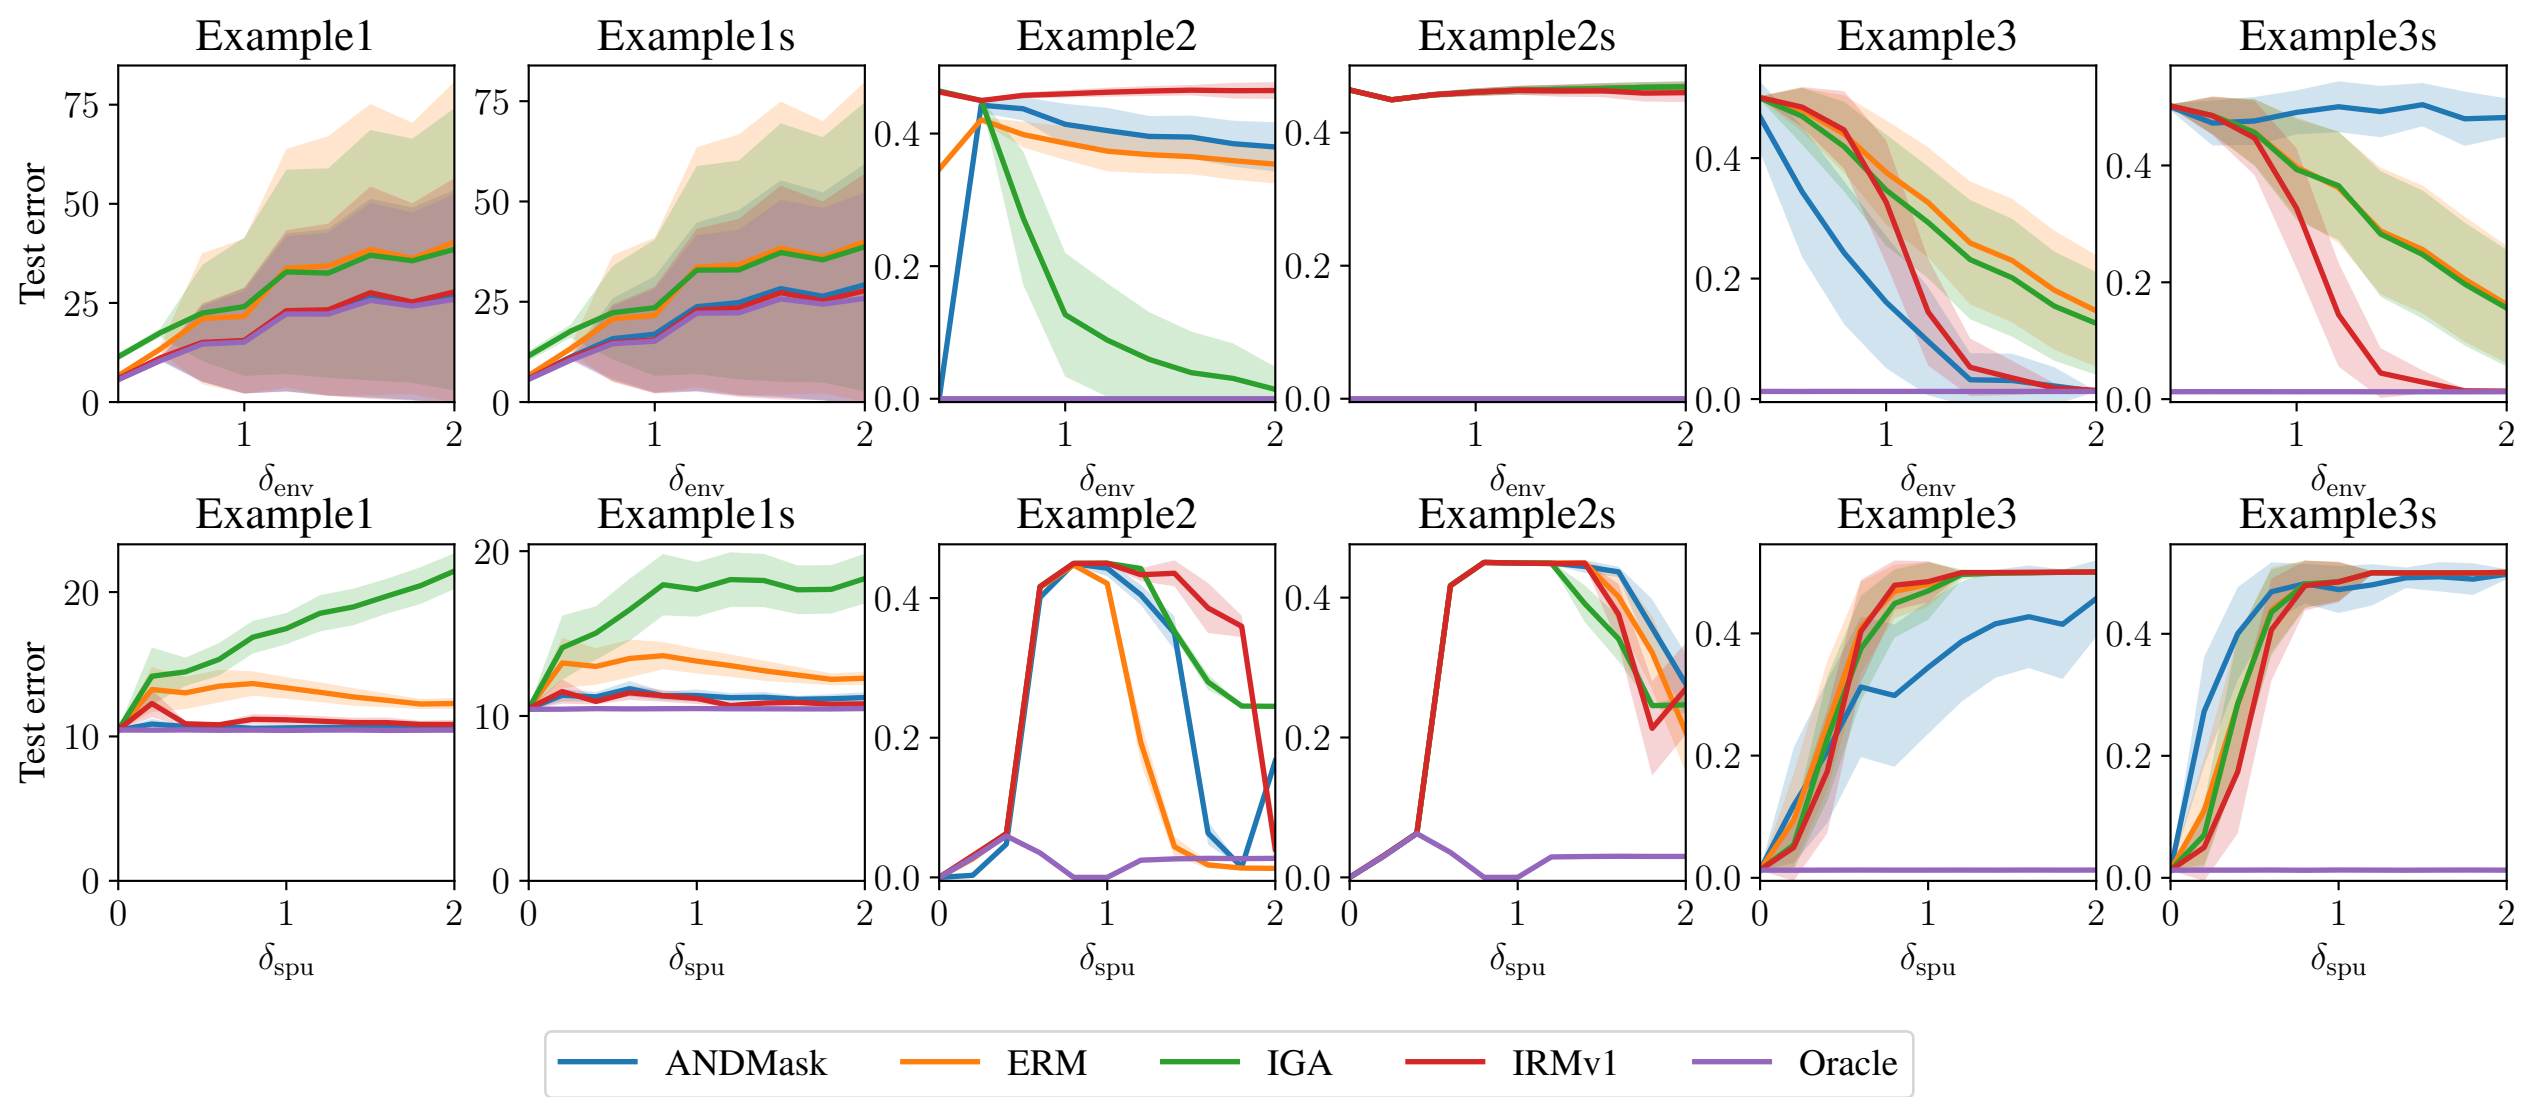 Example1 Example1s Example2 Example2s Example3 Example3s
Test error
75
50
25
0
1 2
δenv
75
50
25
0
1 2
δenv
0.4
0.2
0.0
1 2
δenv
0.4
0.2
0.0
1 2
δenv
0.4
0.2
0.0
1 2
δenv
0.4
0.2
0.0
1 2
δenv
Example1 Example1s Example2 Example2s Example3 Example3s
Test error
20
10
0
0 1 2
δspu
20
10
0
0 1 2
δspu
0.4
0.2
0.0
0 1 2
δspu
0.4
0.2
0.0
0 1 2
δspu
0.4
0.2
0.0
0 1 2
δspu
0.4
0.2
0.0
0 1 2
δspu
ANDMask ERM IGA IRMv1 Oracle